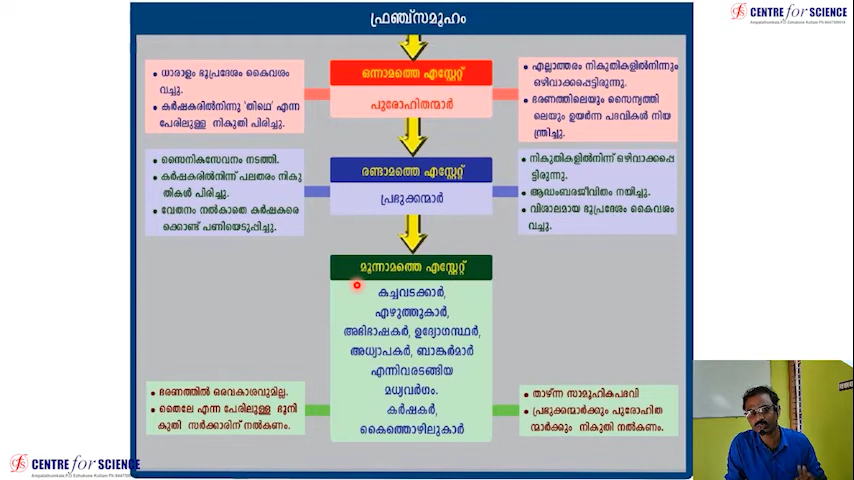 ഫ്രഞ്ച്സമൂഹം
CENTRE for SCIENCE
ധാരാളം ഭൂപ്രദേശം കൈവശം
വച്ചു.
കർഷകരിൽനിന്നു 'തിഥെ' എന്ന
പേരിലുള്ള നികുതി പിരിച്ചു.
ഒന്നാമത്തെ എസ്റ്റേറ്റ്
പുരോഹിതന്മാർ
എല്ലാത്തരം നികുതികളിൽനിന്നും
ഒഴിവാക്കപ്പെട്ടിരുന്നു.
ഭരണത്തിലെയും സൈന്യത്തി
ലെയും ഉയർന്ന പദവികൾ നിയ
ന്ത്രിച്ചു.
സൈനികസേവനം നടത്തി.
കർഷകരിൽനിന്ന് പലതരം നികു
തികൾ പിരിച്ചു.
വേതനം നൽകാതെ കർഷകരെ
ക്കൊണ്ട് പണിയെടുപ്പിച്ചു.
രണ്ടാമത്തെ എസ്റ്റേറ്റ്
പ്രഭുക്കന്മാർ
നികുതികളിൽനിന്ന് ഒഴിവാക്കപ്പെ
ട്ടിരുന്നു.
ആഡംബരജീവിതം നയിച്ചു.
വിശാലമായ ഭൂപ്രദേശം കൈവശം
വച്ചു.
മൂന്നാമത്തെ എസ്റ്റേറ്റ്
കച്ചവടക്കാർ,
എഴുത്തുകാർ,
അഭിഭാഷകർ, ഉദ്യോഗസ്ഥർ,
അധ്യാപകർ, ബാങ്കർമാർ
എന്നിവരടങ്ങിയ
മധ്യവർഗം.
കർഷകർ,
കൈത്തൊഴിലുകാർ
ഭരണത്തിൽ ഒരവകാശവുമില്ല.
തൈലേ എന്ന പേരിലുള്ള ഭൂനി
കുതി സർക്കാരിന് നൽകണം.
താഴ്ന്ന സാമൂഹികപദവി
പ്രഭുക്കന്മാർക്കും പുരോഹിത
ന്മാർക്കും നികുതി നൽകണം.
CENTRE for SCIENCE